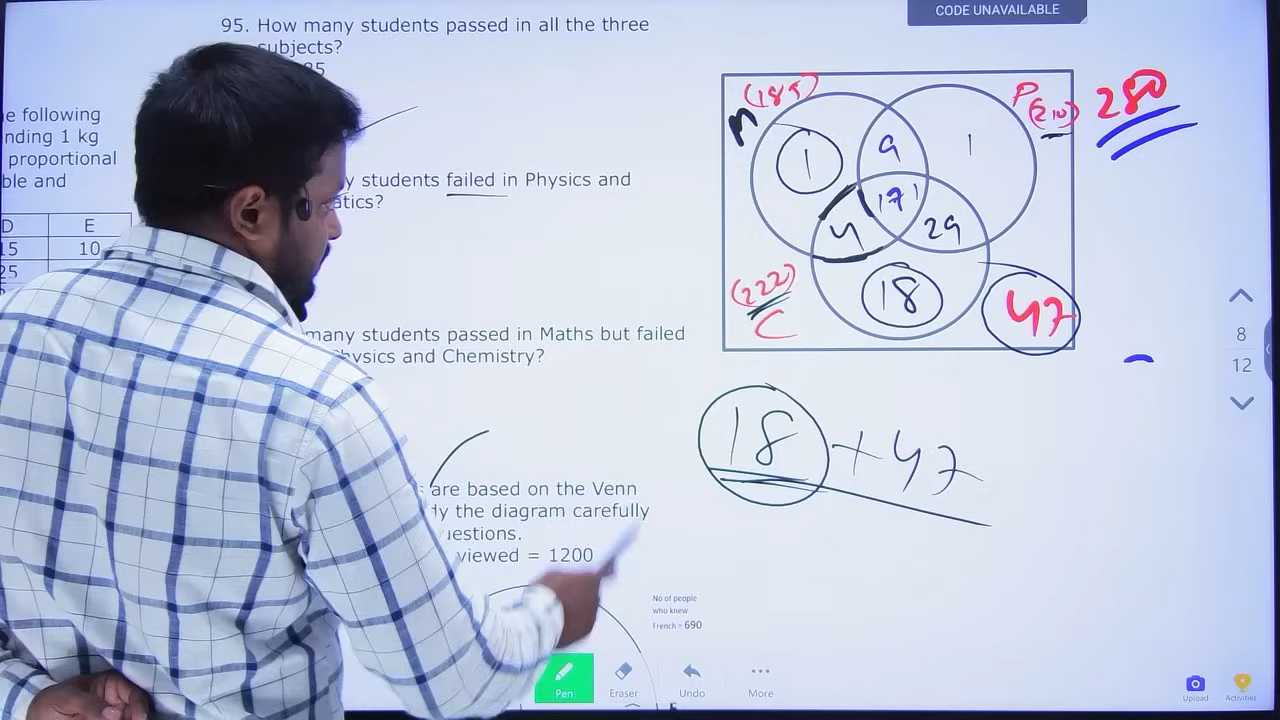 CODE UNAVAILABLE
95. How many students passed in all the three
subjects?
e following
nding 1 kg
proportional
ble and
D E
15 10
25
y students failed in Physics and
atics?
many students passed in Maths but failed
Physics and Chemistry?
are based on the Venn
dy the diagram carefully
uestions.
viewed = 1200
No of people
who knew
French = 690
M (185)
P (210)
280
1
9
1
171
4
29
(222)
C
18
47
18 + 47
8
12
Pen
Eraser
Undo
More
Upload
Activities